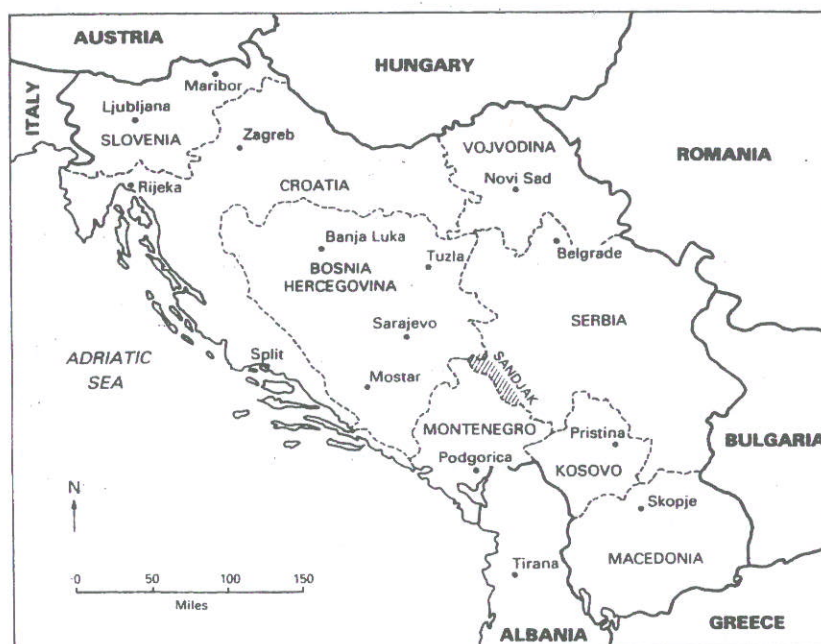 AUSTRIA
HUNGARY
ITALY
Maribor
Ljubljana
SLOVENIA
Zagreb
VOJVODINA
ROMANIA
Novi Sad
Rijeka
CROATIA
Banja Luka
Tuzla
Belgrade
BOSNIA
HERCEGOVINA
SERBIA
Sarajevo
ADRIATIC
SEA
Split
SANDJAK
Mostar
MONTENEGRO
Pristina
BULGARIA
Podgorica
KOSOVO
N
Skopje
MACEDONIA
Tirana
0 50 100 150
Miles
ALBANIA
GREECE